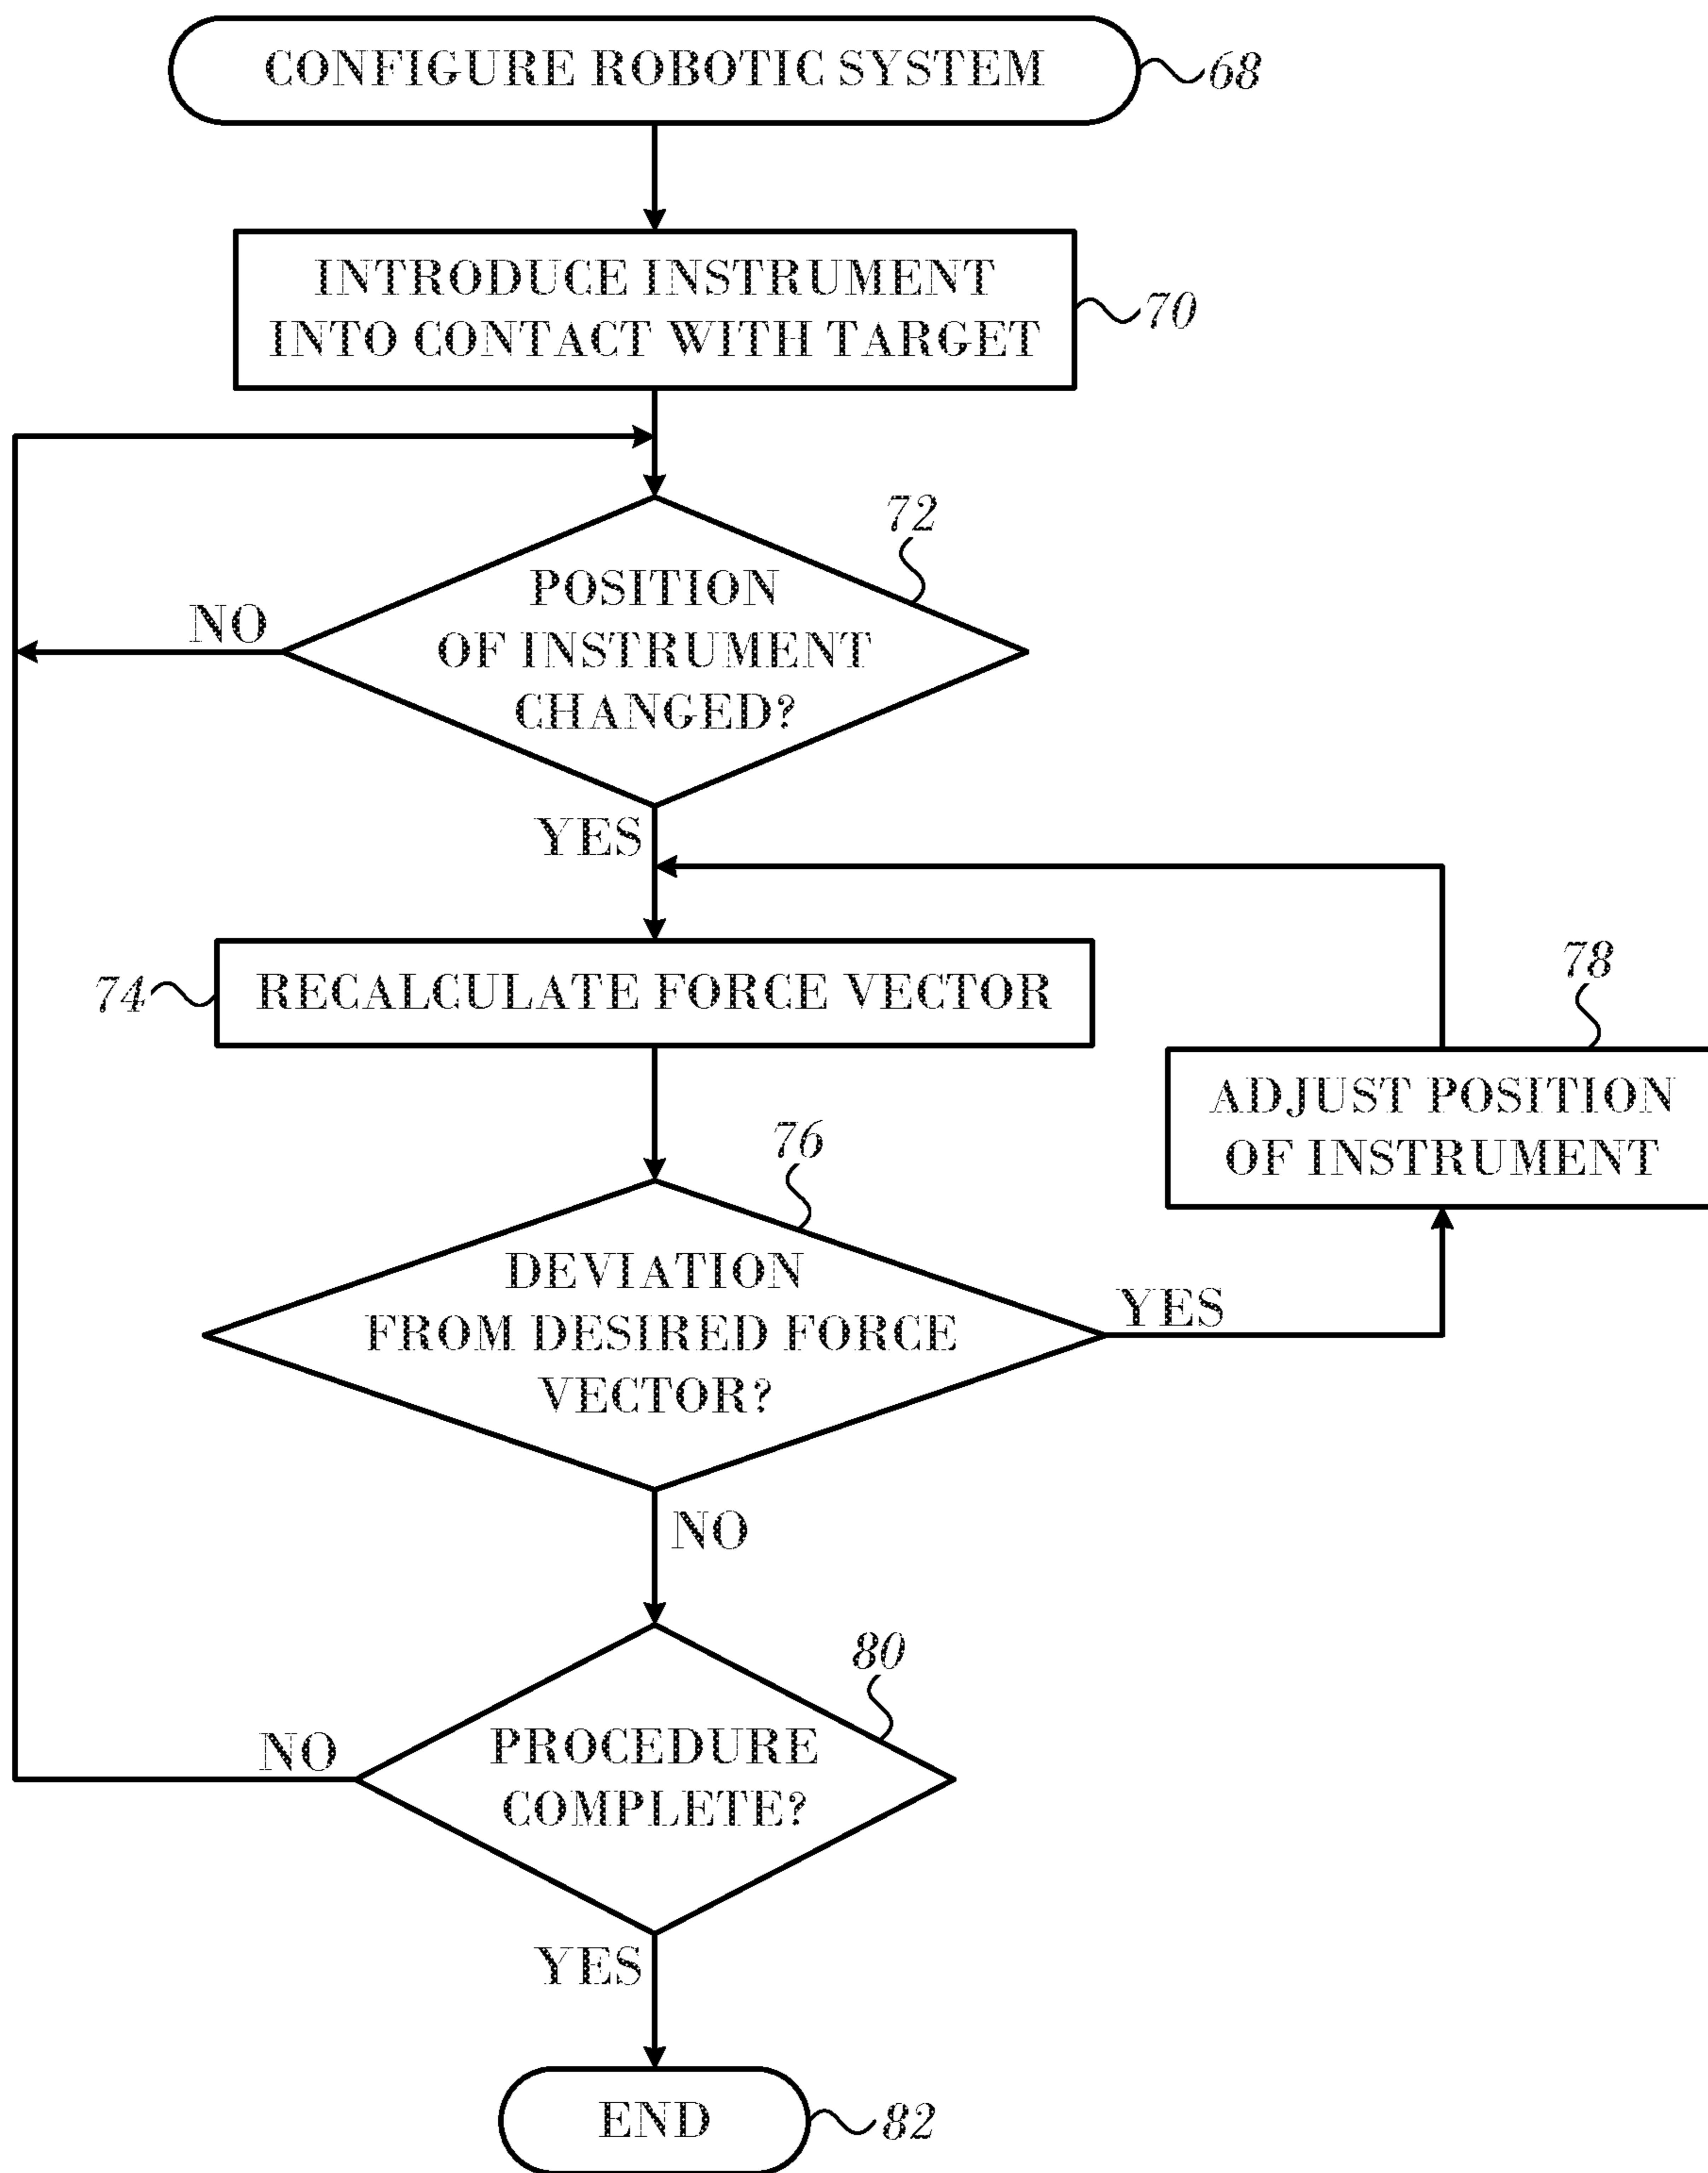 CONFIGURE ROBOTIC SYSTEM
68
INTRODUCE INSTRUMENT
INTO CONTACT WITH TARGET
70
72
POSITION
OF INSTRUMENT
CHANGED?
NO
YES
74
RECALCULATE FORCE VECTOR
78
ADJUST POSITION
OF INSTRUMENT
76
DEVIATION
FROM DESIRED FORCE
VECTOR?
YES
NO
80
PROCEDURE
COMPLETE?
NO
YES
END
82